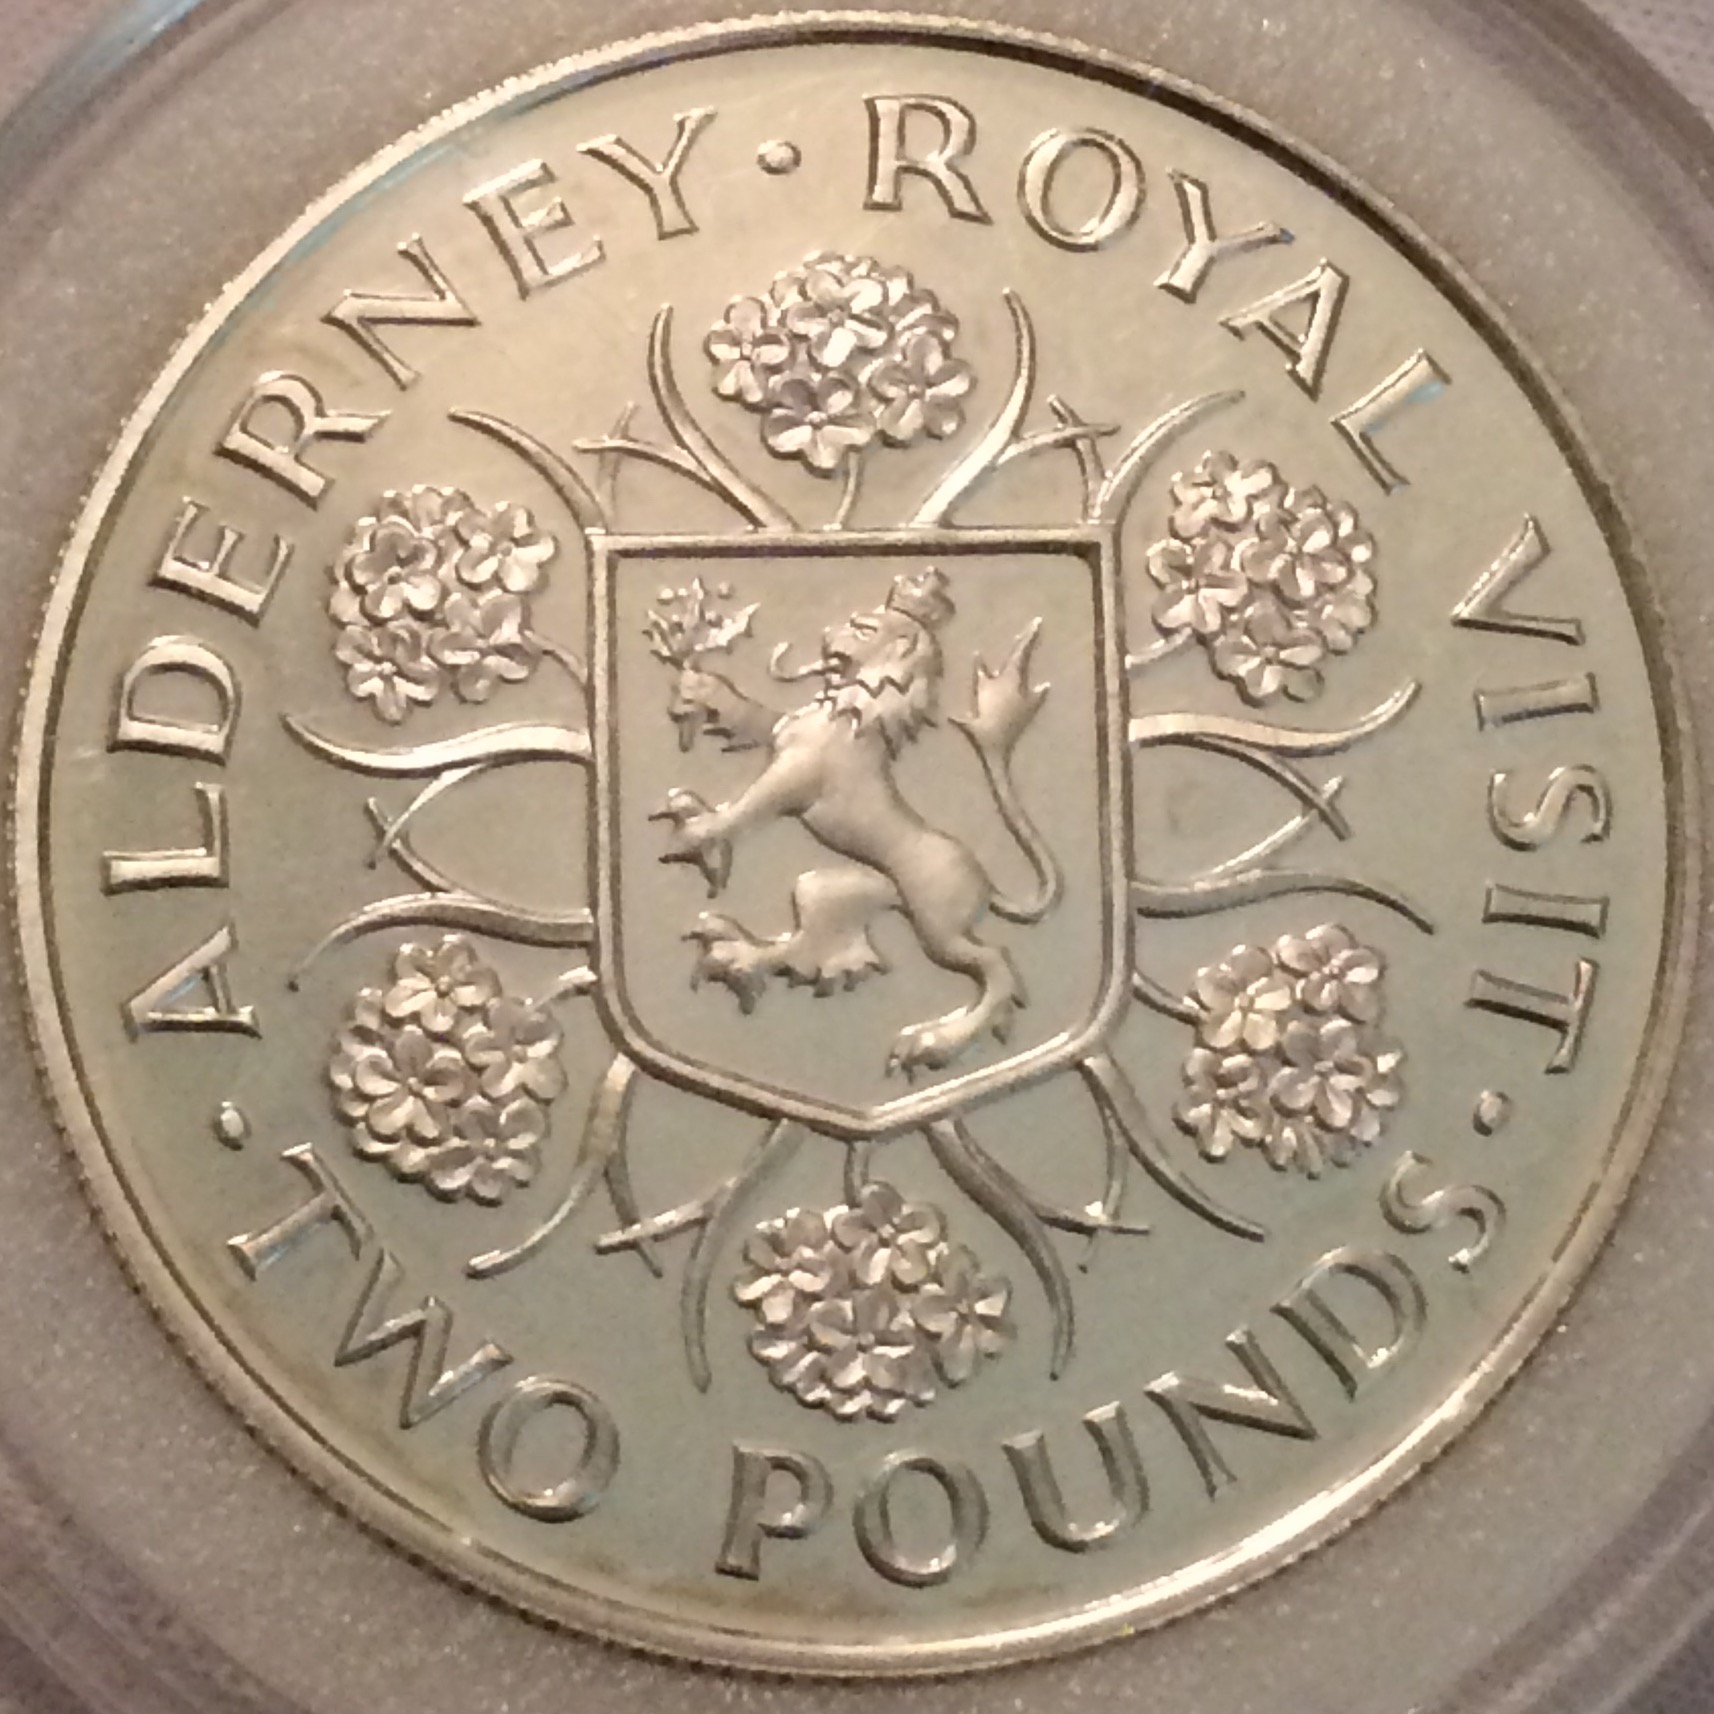 ALDERNEY · ROYAL VISIT
· TWO POUNDS ·